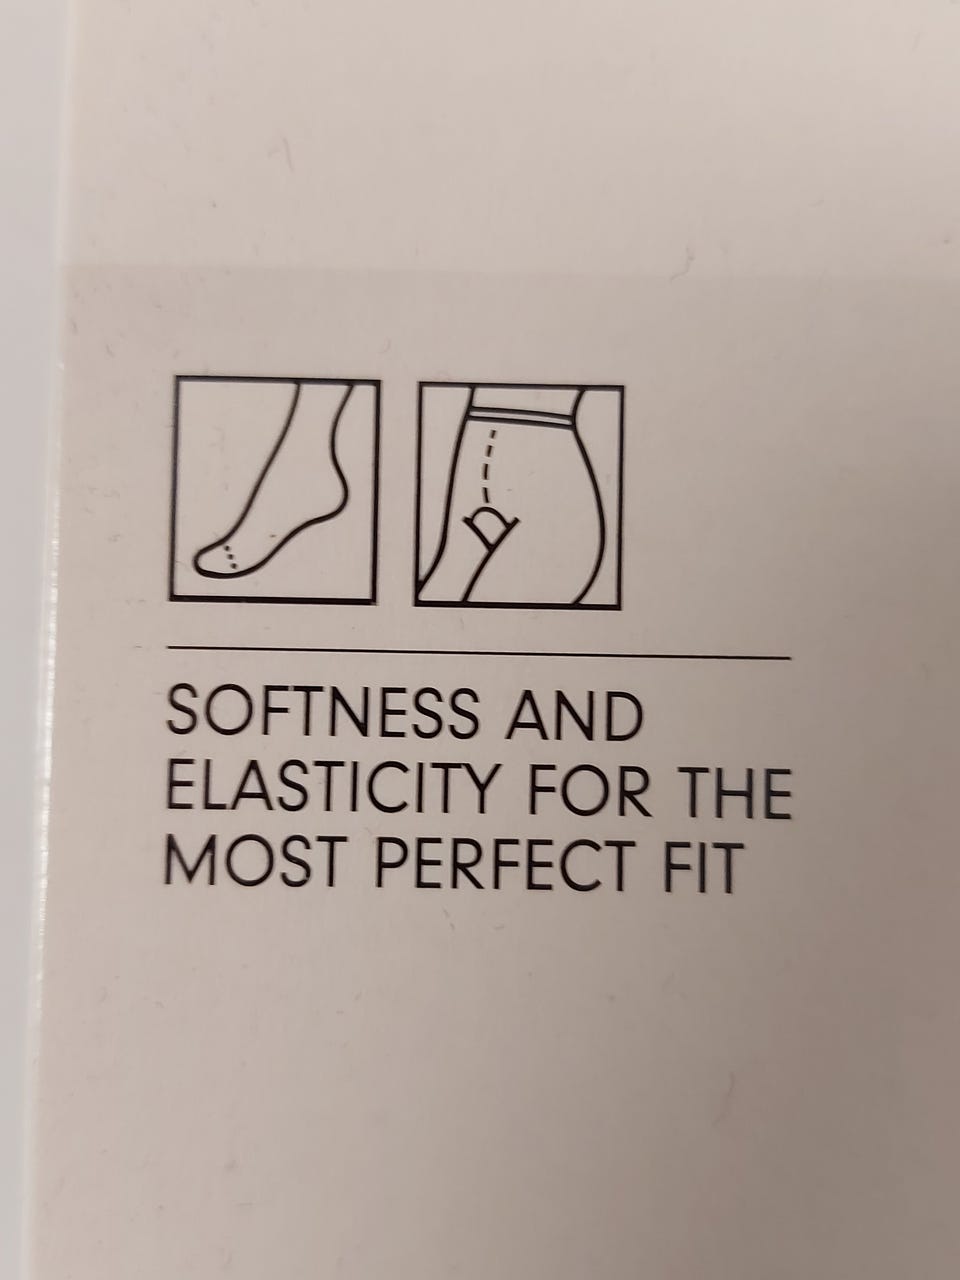 SOFTNESS AND
ELASTICITY FOR THE
MOST PERFECT FIT